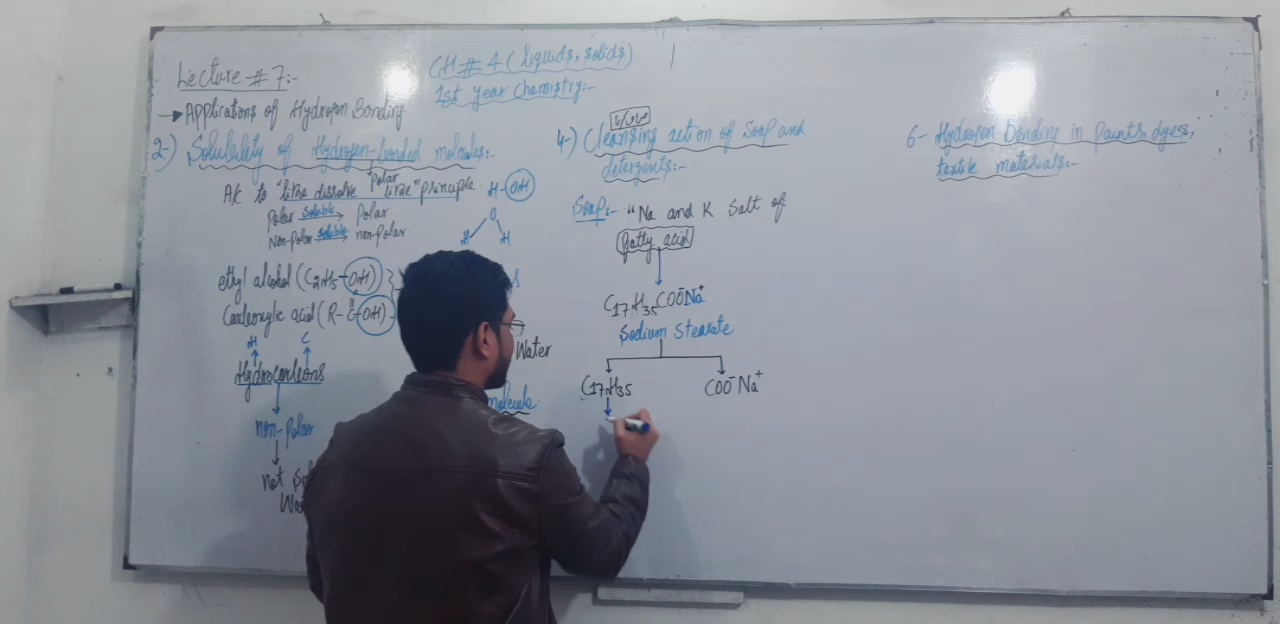 Lecture # 7:-
CH # 4 (liquids, solids)
1st year Chemistry:-
→ Applications of Hydrogen Bonding
2-) Solubility of Hydrogen-bonded molecules:-
Polar
A/c to "like dissolve like" principle.
H-OH
Polar soluble→ Polar
Non-Polar soluble→ non-polar
O
H H
ethyl alcohol (C2H5-OH)
O
Carboxylic acid (R-C-OH)
H C
Hydrocarbons
non-Polar
not
Water
molecule.
4-) Cleansing action of Soap and
detergents:-
Soap:- "Na and K Salt of
fatty acid
C17H35COO⁻Na⁺
Sodium Stearate
C17H35 COO⁻Na⁺
6- Hydrogen bonding in paints, dyes,
textile materials:-